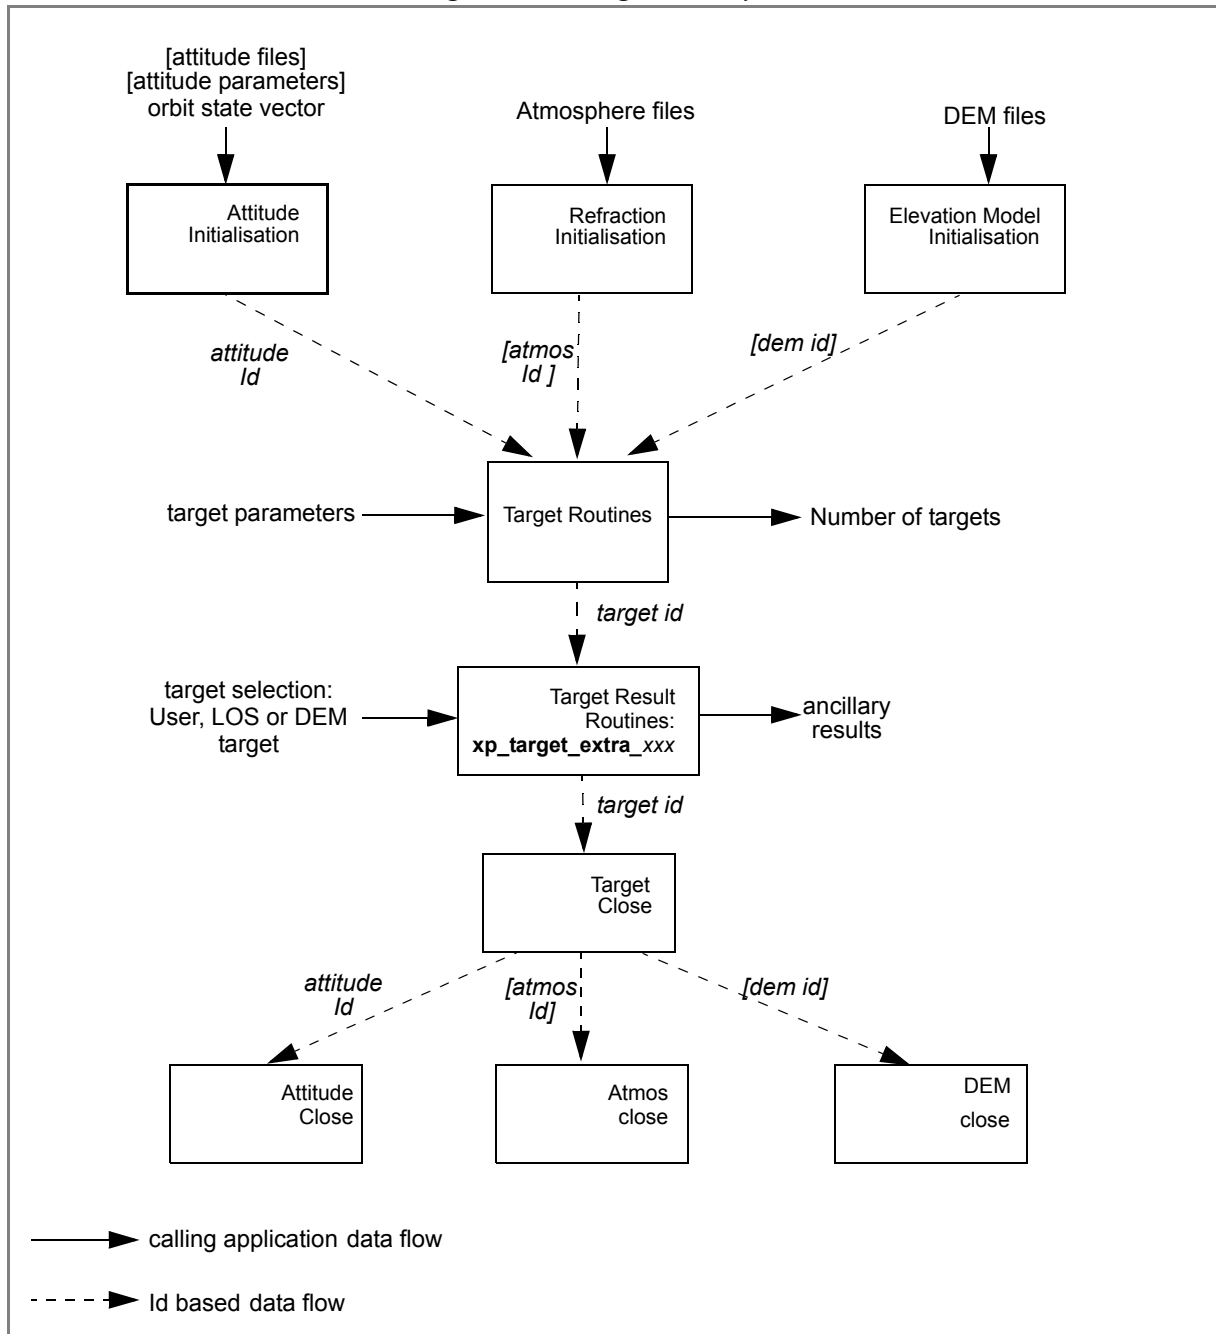 [attitude files]
[attitude parameters]
orbit state vector
Atmosphere files
DEM files
Attitude
Initialisation
Refraction
Initialisation
Elevation Model
Initialisation
attitude
Id
[atmos
Id ]
[dem id]
target parameters
Target Routines
Number of targets
target id
target selection:
User, LOS or DEM
target
Target Result
Routines:
xp_target_extra_xxx
ancillary
results
target id
Target
Close
attitude
Id
[atmos
Id]
[dem id]
Attitude
Close
Atmos
close
DEM
close
calling application data flow
Id based data flow